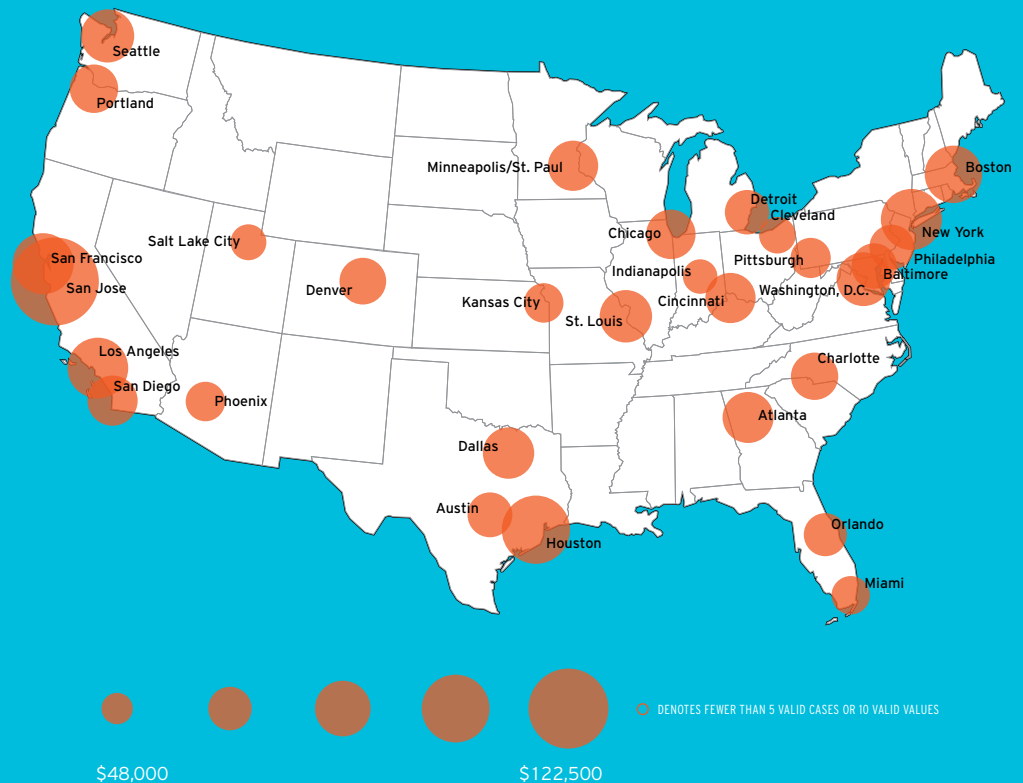 Seattle
Portland
Minneapolis/St. Paul
Boston
Detroit
Cleveland
New York
Chicago
Salt Lake City
San Francisco
Pittsburgh
Philadelphia
Indianapolis
Baltimore
San Jose
Denver
Washington, D.C.
Kansas City
Cincinnati
St. Louis
Los Angeles
Charlotte
San Diego
Phoenix
Atlanta
Dallas
Austin
Orlando
Houston
Miami
DENOTES FEWER THAN 5 VALID CASES OR 10 VALID VALUES
$48,000
$122,500